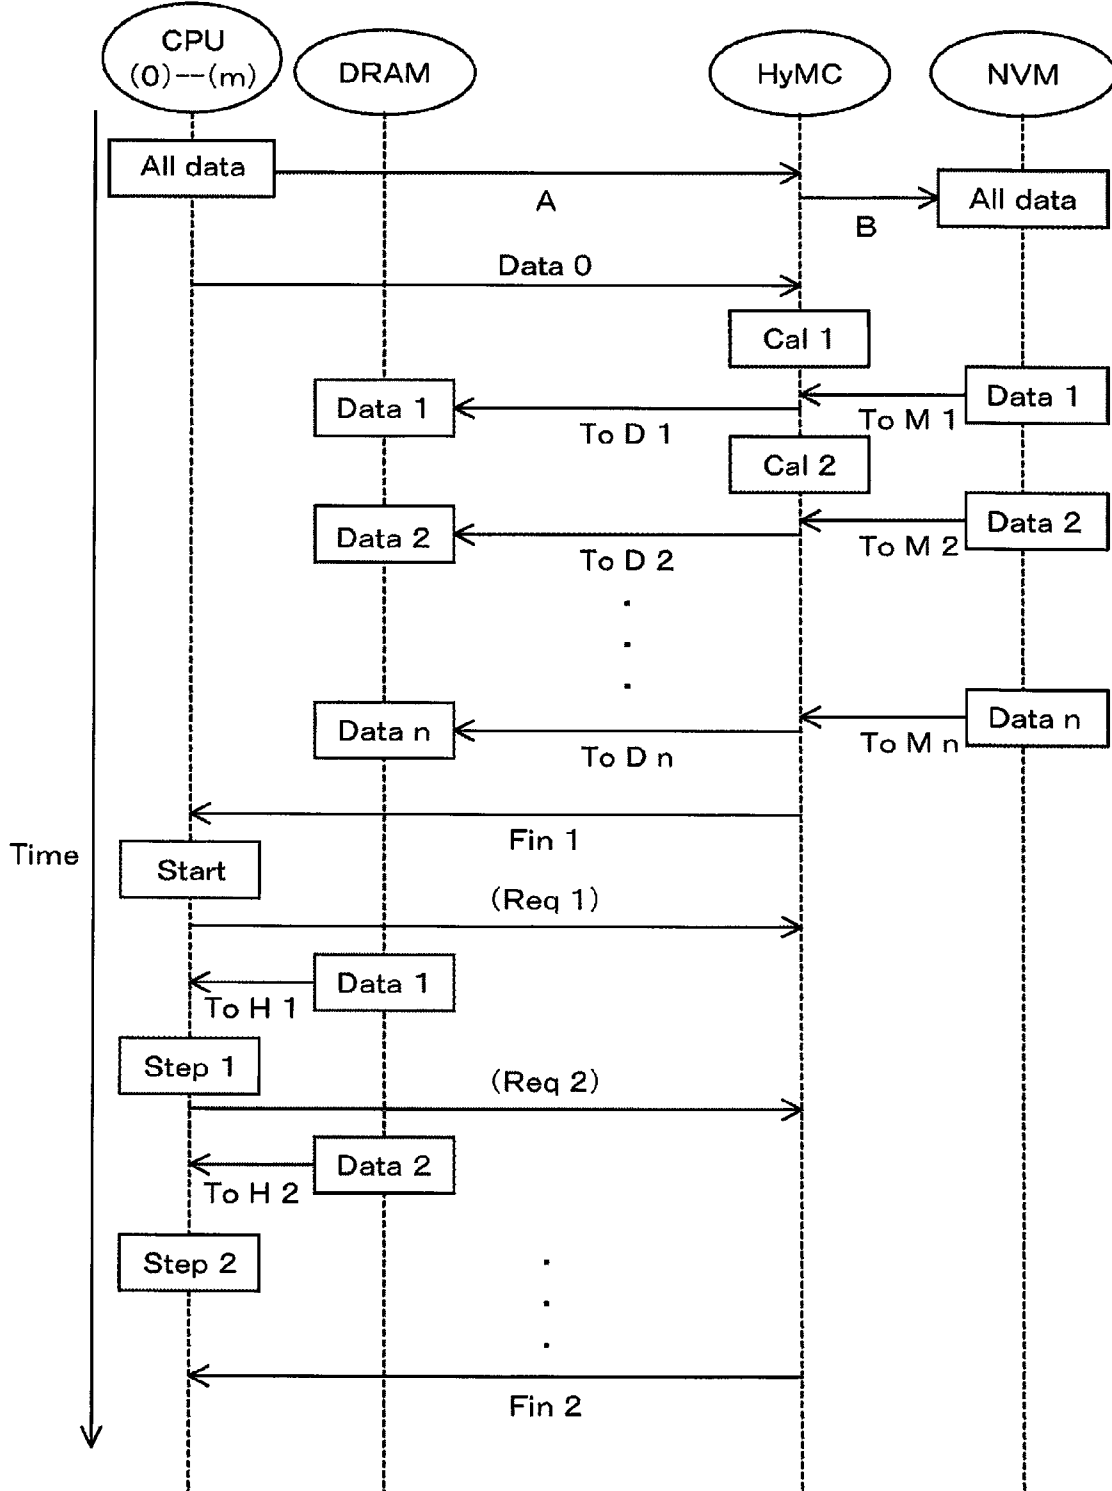 CPU
(0)--(m)
DRAM
HyMC
NVM
All data
A
All data
B
Data 0
Cal 1
Data 1
Data 1
To D 1
To M 1
Cal 2
Data 2
Data 2
To D 2
To M 2
Data n
Data n
To D n
To M n
Fin 1
Time
Start
(Req 1)
Data 1
To H 1
Step 1
(Req 2)
Data 2
To H 2
Step 2
Fin 2